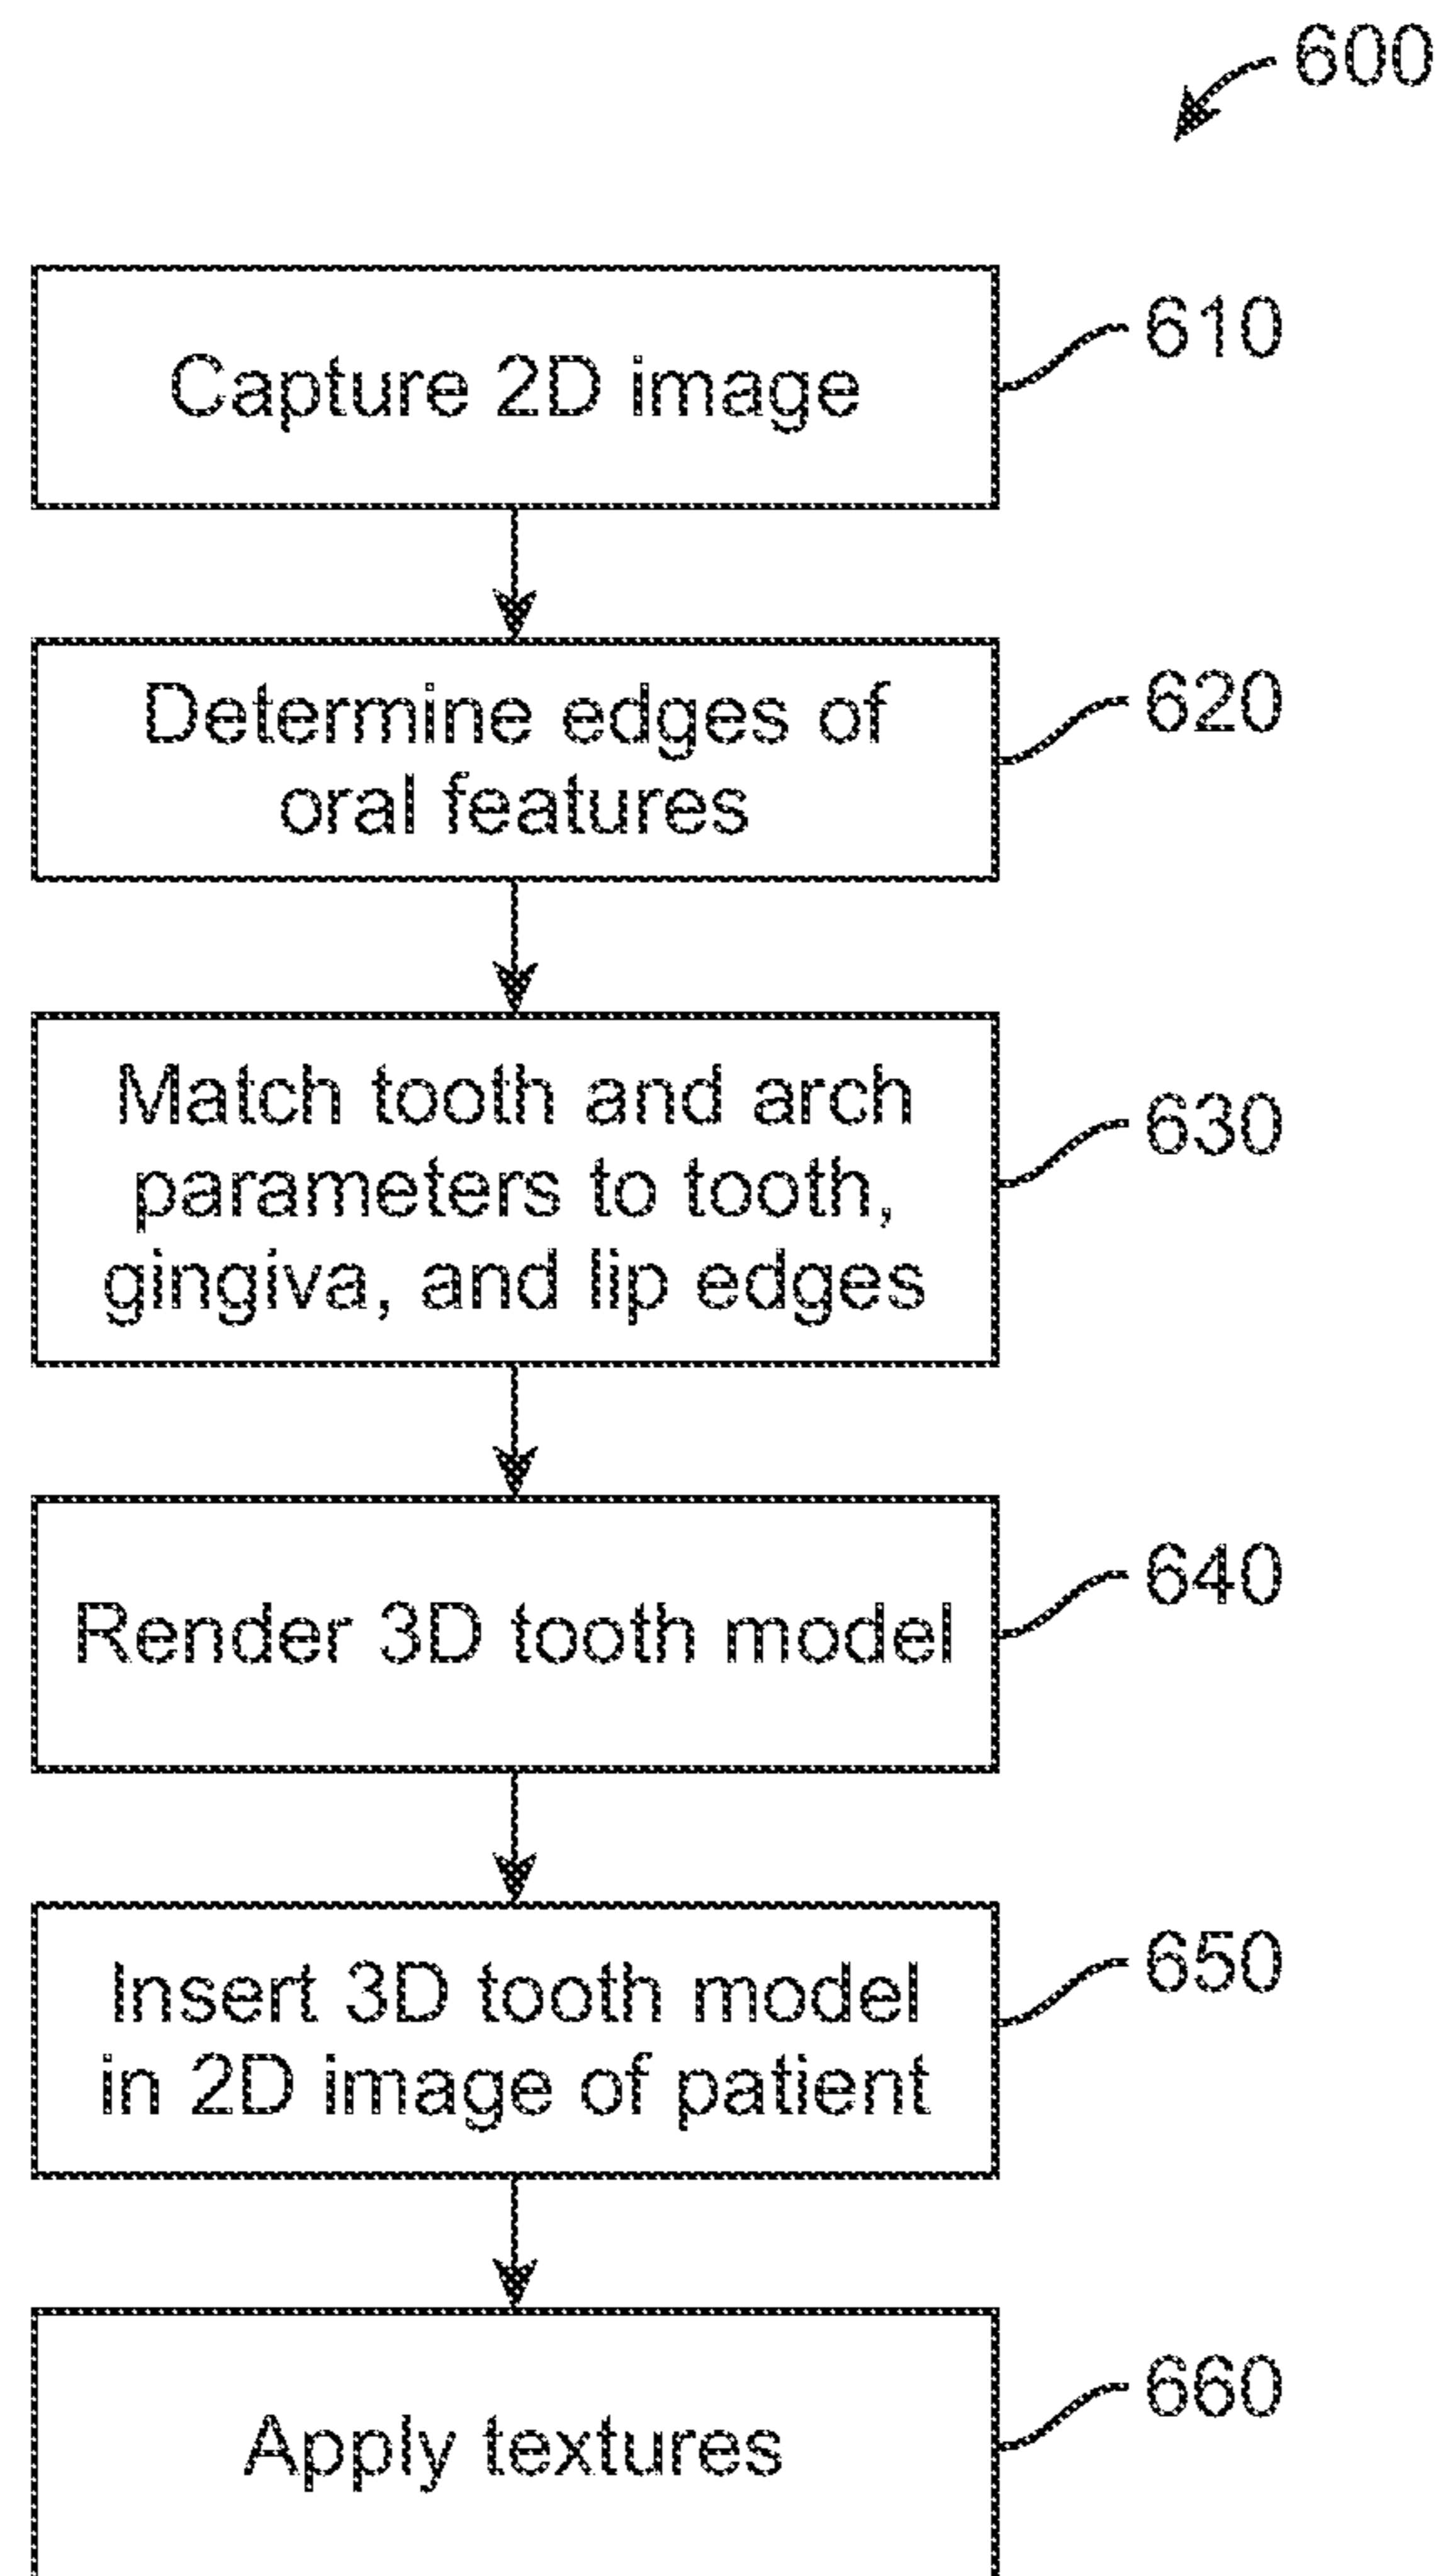 600
Capture 2D image
610
Determine edges of
oral features
620
Match tooth and arch
parameters to tooth,
gingiva, and lip edges
630
Render 3D tooth model
640
Insert 3D tooth model
in 2D image of patient
650
Apply textures
660